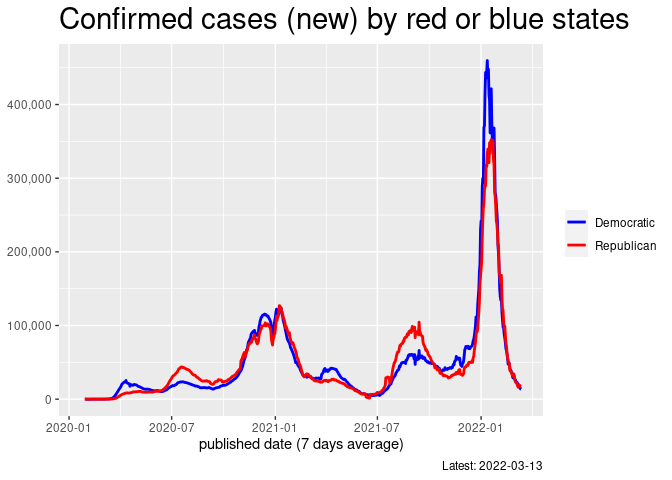 Confirmed cases (new) by red or blue states
400,000
300,000
200,000
100,000
0
2020-01
2020-07
2021-01
2021-07
2022-01
published date (7 days average)
Democratic
Republican
Latest: 2022-03-13